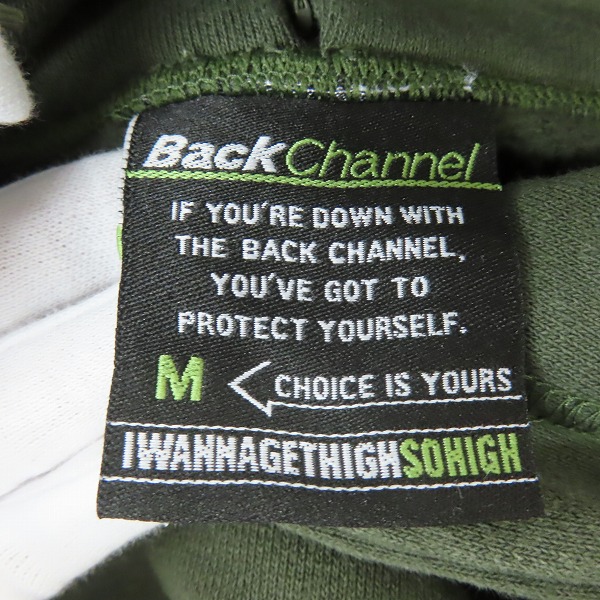 BackChannel
IF YOU'RE DOWN WITH
THE BACK CHANNEL,
YOU'VE GOT TO
PROTECT YOURSELF.
M CHOICE IS YOURS
IWANNAGETHIGHSOHIGH